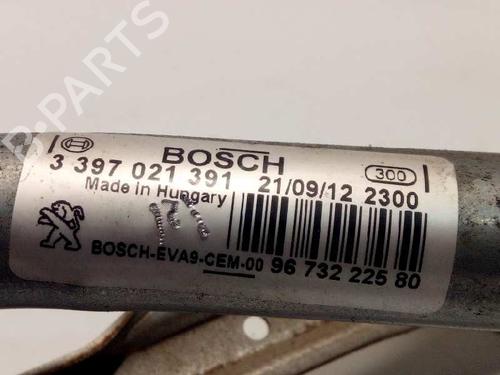 BOSCH
300
3 397 021 391
21/09/12 2300
Made in Hungary
BOSCH-EVA9-CEM-00 96 732 225 80
B-PARTS